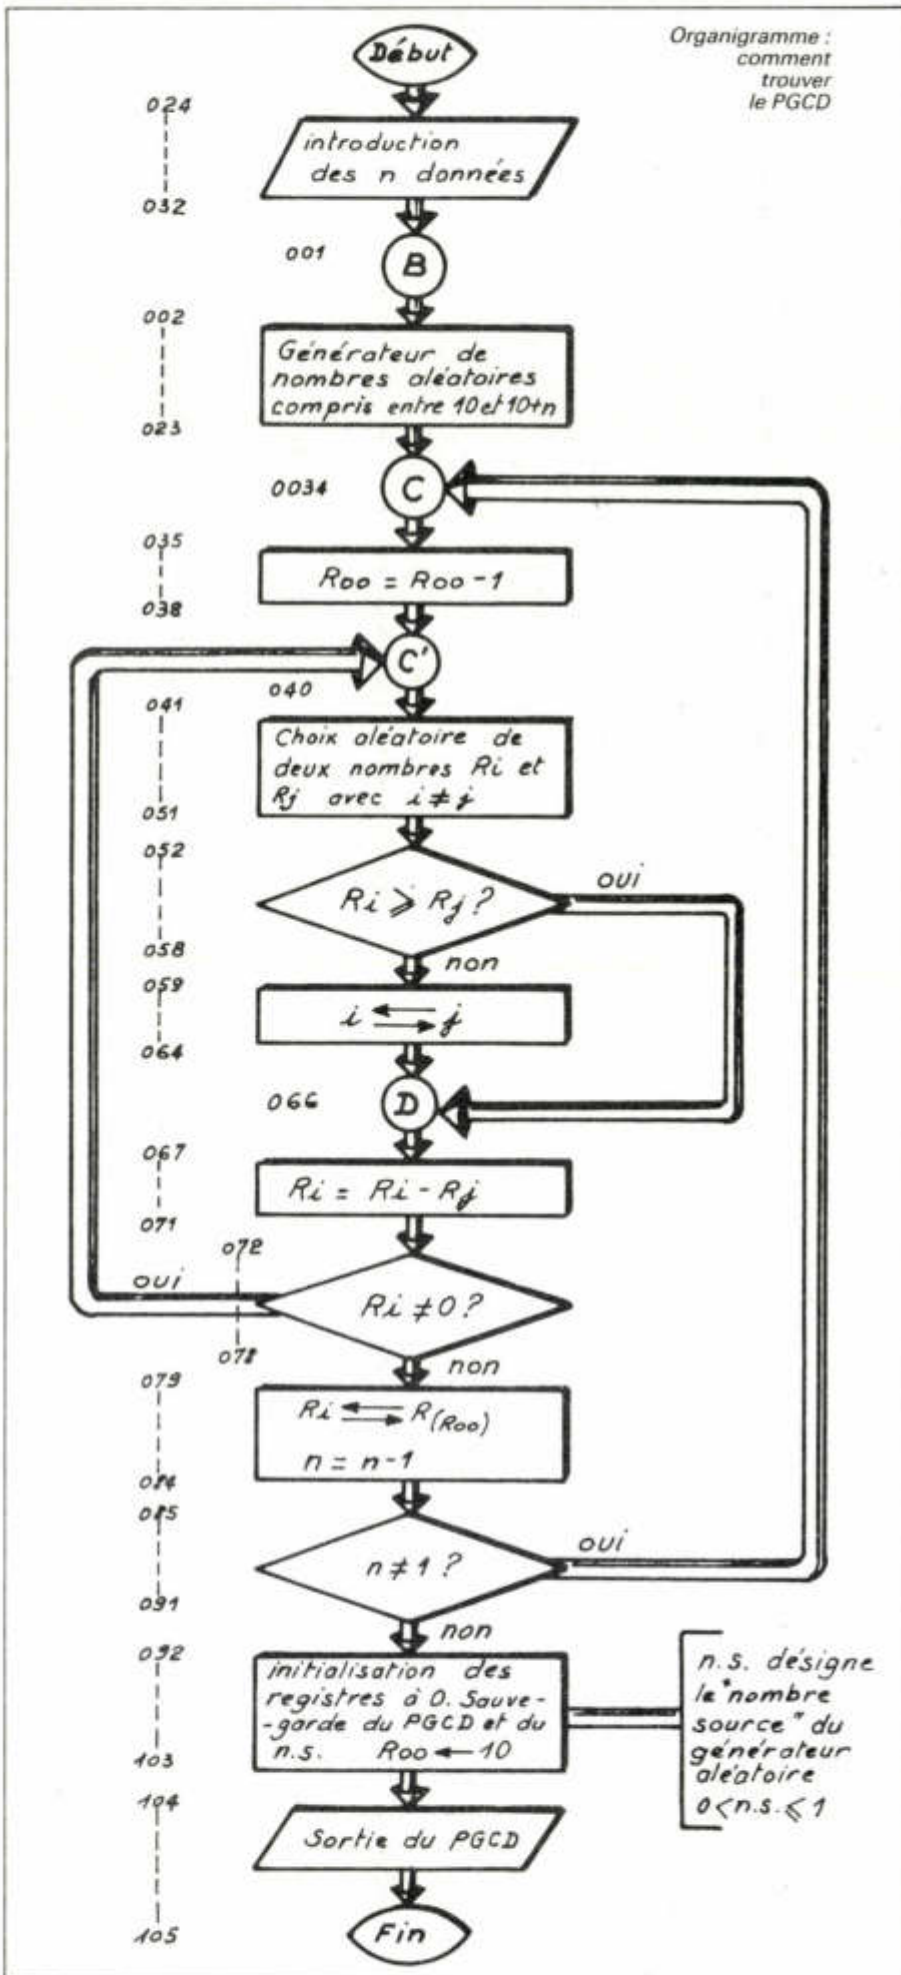 Organigramme :
comment
trouver
le PGCD
Début
024
introduction
des n données
032
001
B
002
Générateur de
nombres aléatoires
compris entre 10 et 10+n
023
0034
C
035
Roo = Roo - 1
038
C'
040
041
Choix aléatoire de
deux nombres Ri et
Rj avec i ≠ j
051
052
oui
Ri ⩾ Rj ?
058
non
059
i ⇄ j
064
066
D
067
Ri = Ri - Rj
071
072
oui
Ri ≠ 0 ?
078
non
079
Ri ⇄ R(Roo)
n = n - 1
084
085
oui
n ≠ 1 ?
091
non
092
initialisation des
registres à 0. Sauve-
-garde du PGCD et du
n.s. Roo ← 10
103
n.s. désigne
le "nombre
source" du
générateur
aléatoire
0 < n.s. ⩽ 1
104
Sortie du PGCD
Fin
105